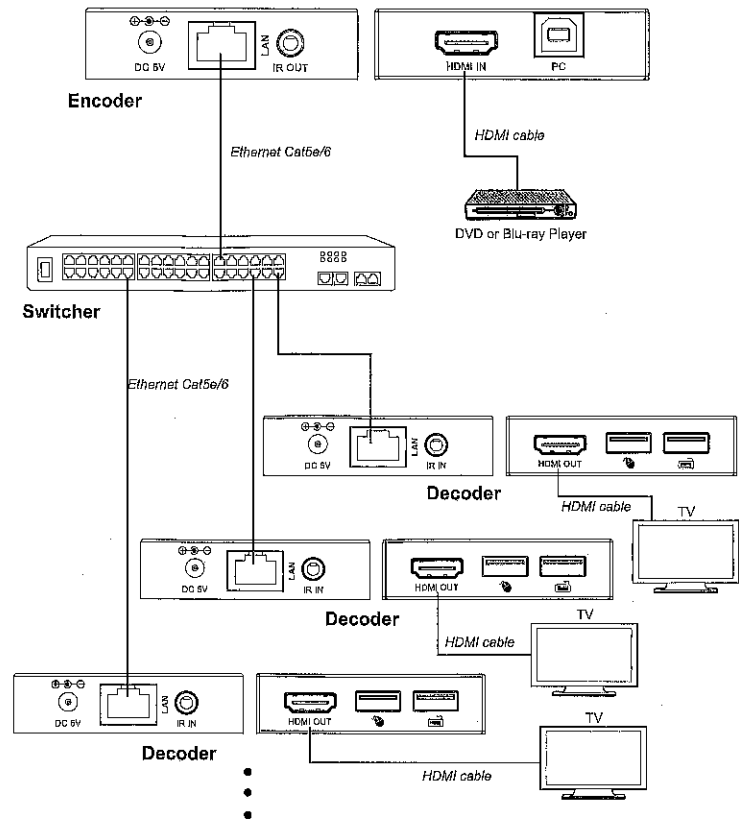 DC 5V
LAN
IR OUT
HDMI IN
PC
Encoder
Ethernet Cat5e/6
HDMI cable
DVD or Blu-ray Player
Switcher
Ethernet Cat5e/6
DC 5V
LAN
IR IN
HDMI OUT
Decoder
HDMI cable
TV
DC 5V
LAN
IR IN
HDMI OUT
Decoder
HDMI cable
TV
DC 5V
LAN
IR IN
HDMI OUT
Decoder
HDMI cable
TV